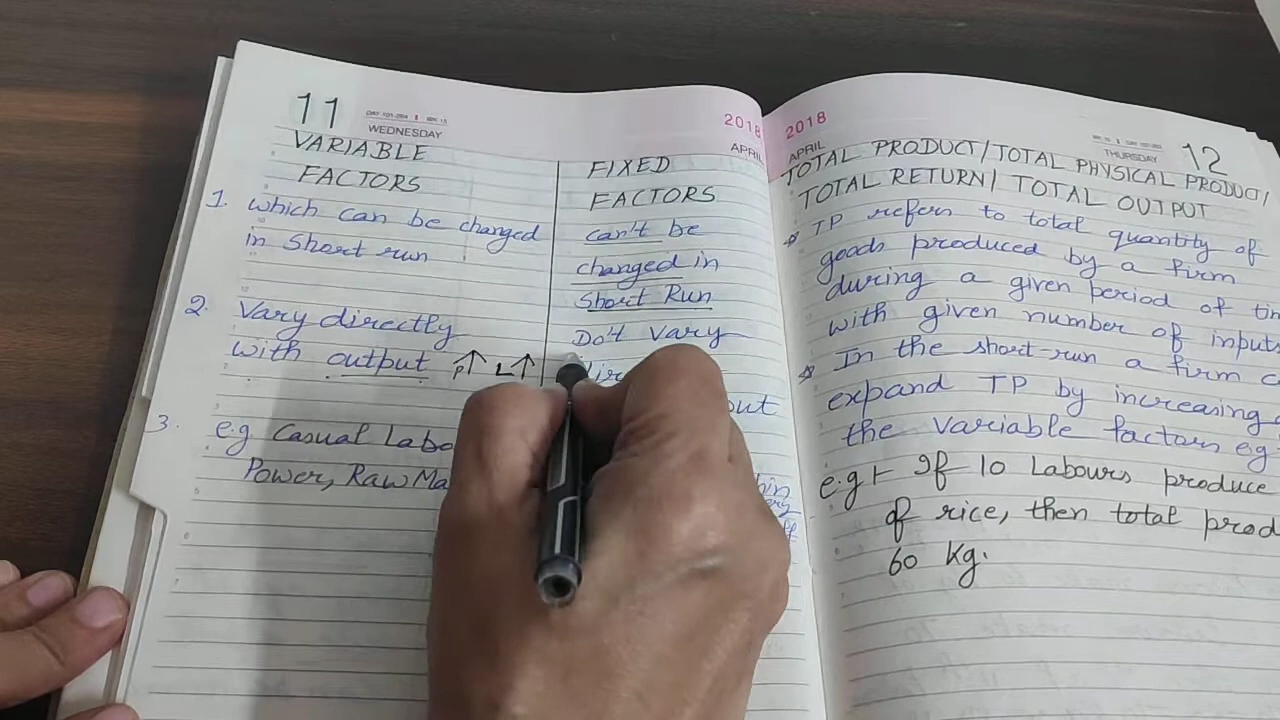 11
WEDNESDAY
2018
APRIL
VARIABLE
FACTORS
1. which can be changed
in Short run
2. Vary directly
with output P↑ L↑
3. e.g Casual Labo
Power, Raw Ma
FIXED
FACTORS
can't be
changed in
Short Run
Don't Vary
out
2018
APRIL
THURSDAY
12
TOTAL PRODUCT/TOTAL PHYSICAL PRODUCT/
TOTAL RETURN/ TOTAL OUTPUT
TP refers to total quantity of
goods produced by a firm
during a given period of tim
with given number of inputs
In the short-run a firm c
expand TP by increasing
the variable factors eg
e.g:- If 10 Labours produce
of rice, then total prod
60 Kg.